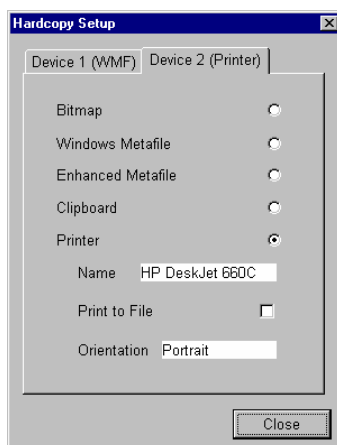 Hardcopy Setup
Device 1 (WMF) Device 2 (Printer)
Bitmap
Windows Metafile
Enhanced Metafile
Clipboard
Printer
Name HP DeskJet 660C
Print to File
Orientation Portrait
Close